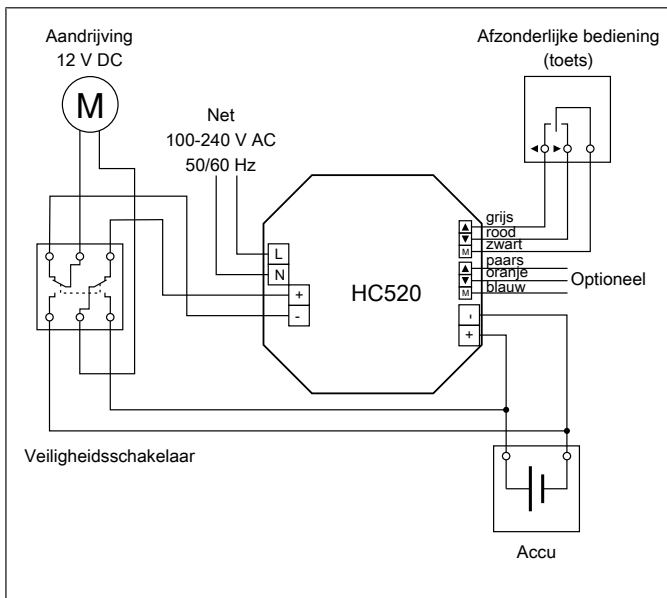 Aandrijving
12 V DC
M
Net
100-240 V AC
50/60 Hz
Afzonderlijke bediening
(toets)
◄
►
L
N
+
-
HC520
▲
▼
M
grijs
rood
zwart
▲
▼
M
paars
oranje
blauw
Optioneel
-
+
Veiligheidsschakelaar
Accu